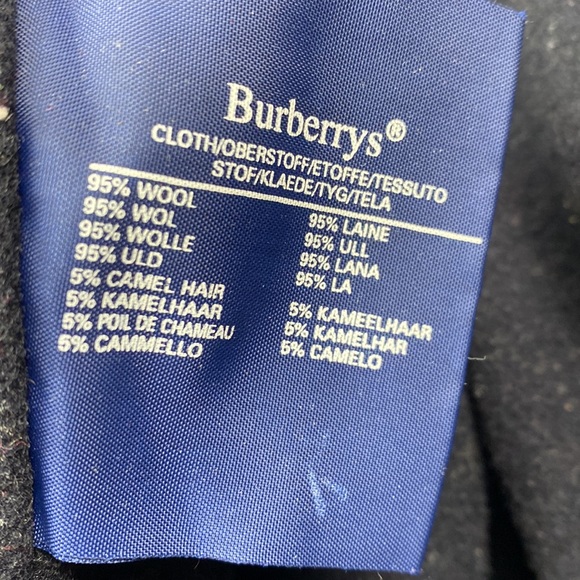 Burberrys®
CLOTH/OBERSTOFF/ETOFFE/TESSUTO
STOF/KLAEDE/TYG/TELA
95% WOOL
95% WOL
95% WOLLE
95% ULD
5% CAMEL HAIR
5% KAMELHAAR
5% POIL DE CHAMEAU
5% CAMMELLO
95% LAINE
95% ULL
95% LANA
95% LA
5% KAMEELHAAR
5% KAMELHAR
5% CAMELO